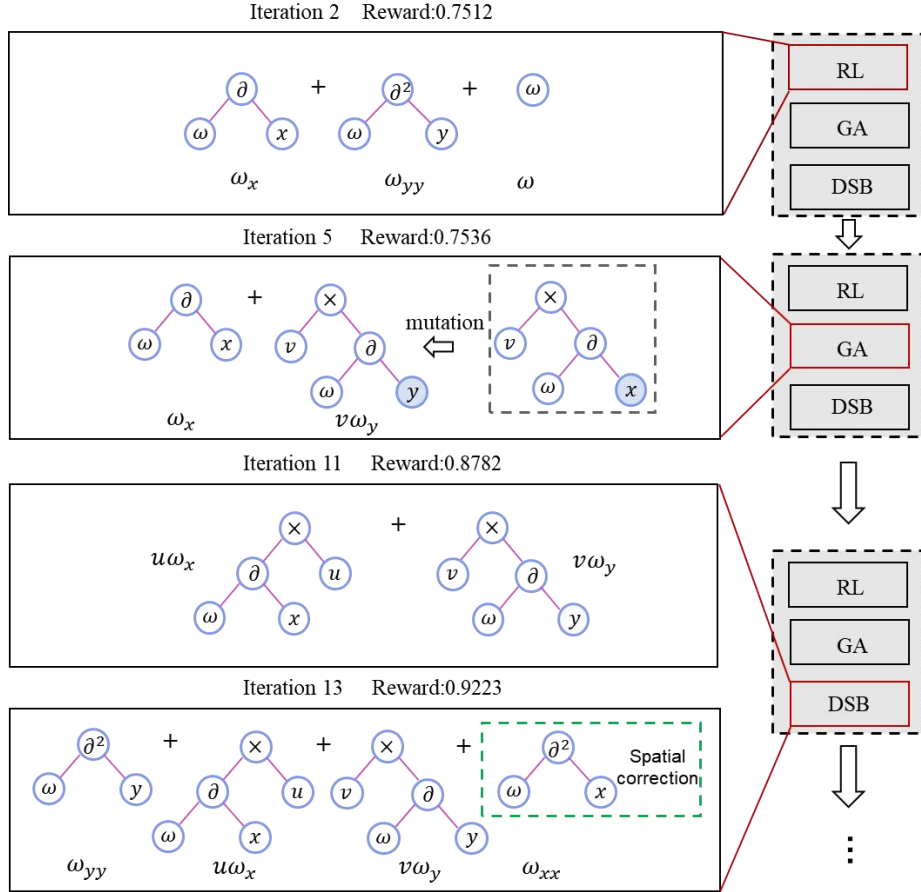 Iteration 2 Reward:0.7512
∂ + ∂² + ω
ω x ω y
ω_x ω_yy ω
RL
GA
DSB
Iteration 5 Reward:0.7536
∂ + × ×
ω x v ∂ mutation v ∂
ω y ω x
ω_x vω_y
RL
GA
DSB
Iteration 11 Reward:0.8782
× + ×
uω_x ∂ u v ∂ vω_y
ω x ω y
RL
GA
DSB
Iteration 13 Reward:0.9223
∂² + × + × + ∂² Spatial
ω y ∂ u v ∂ ω x correction
ω x ω y
ω_yy uω_x vω_y ω_xx